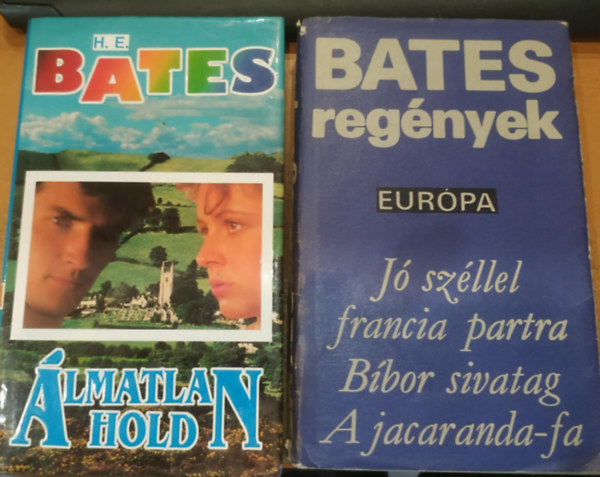 H. E.
BATES
ÁLMATLAN
HOLD
BATES
regények
EURÓPA
Jó széllel
francia partra
Bíbor sivatag
A jacaranda-fa